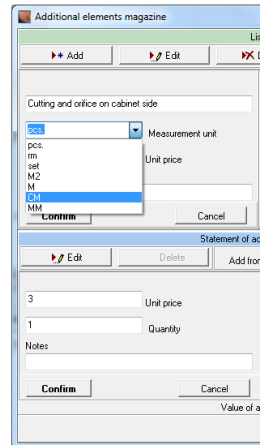 Additional elements magazine
Lis
Add Edit D
Cutting and orifice on cabinet side
pcs. Measurement unit
pcs.
rm
set
M2
M
CM
MM
Unit price
Confirm Cancel
Statement of ad
Edit Delete Add from
3 Unit price
1 Quantity
Notes
Confirm Cancel
Value of a